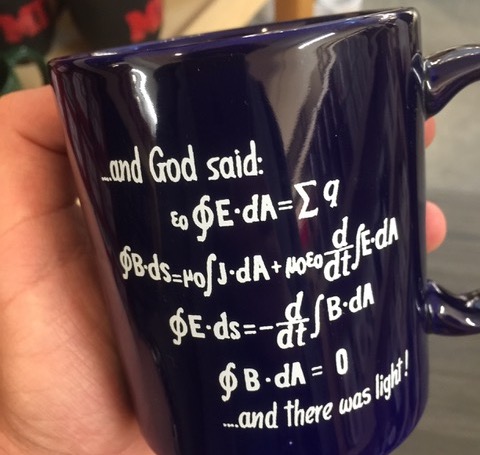 ....and God said:
ε₀ ∮E·dA=Σ q
∮B·ds=μ₀∫J·dA+μ₀ε₀ d/dt ∫E·dA
∮E·ds=-d/dt ∫B·dA
∮B·dA = 0
....and there was light!